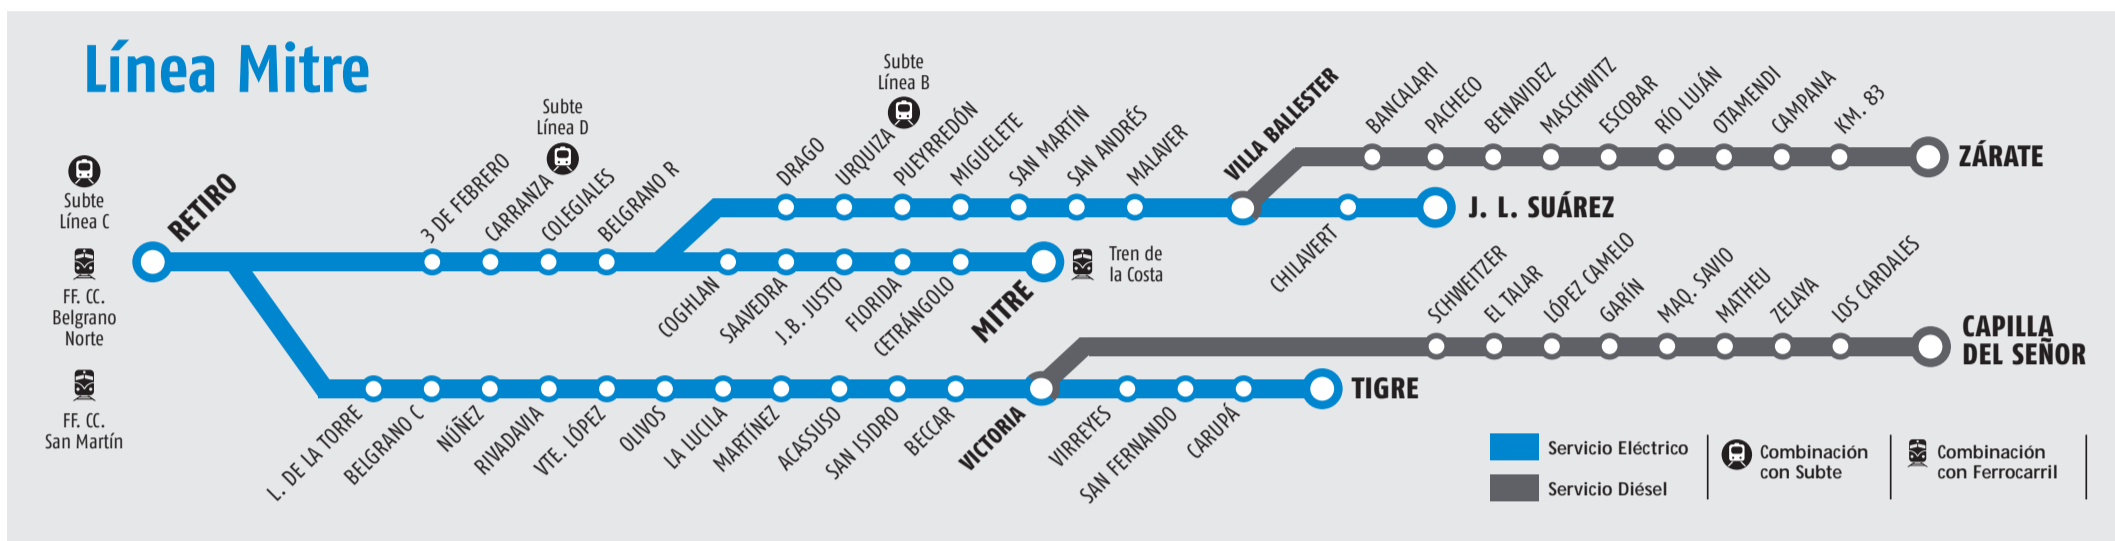 Línea Mitre
Subte
Línea C
FF. CC.
Belgrano
Norte
FF. CC.
San Martín
RETIRO
3 DE FEBRERO
CARRANZA
Subte
Línea D
COLEGIALES
BELGRANO R
DRAGO
URQUIZA
Subte
Línea B
PUEYRREDÓN
MIGUELETE
SAN MARTÍN
SAN ANDRÉS
MALAVER
VILLA BALLESTER
BANCALARI
PACHECO
BENAVIDEZ
MASCHWITZ
ESCOBAR
RÍO LUJÁN
OTAMENDI
CAMPANA
KM. 83
ZÁRATE
CHILAVERT
J. L. SUÁREZ
COGHLAN
SAAVEDRA
J.B. JUSTO
FLORIDA
CETRÁNGOLO
MITRE
Tren de
la Costa
L. DE LA TORRE
BELGRANO C
NÚÑEZ
RIVADAVIA
VTE. LÓPEZ
OLIVOS
LA LUCILA
MARTÍNEZ
ACASSUSO
SAN ISIDRO
BECCAR
VICTORIA
VIRREYES
SAN FERNANDO
CARUPÁ
TIGRE
SCHWEITZER
EL TALAR
LÓPEZ CAMELO
GARÍN
MAQ. SAVIO
MATHEU
ZELAYA
LOS CARDALES
CAPILLA
DEL SEÑOR
Servicio Eléctrico
Servicio Diésel
Combinación
con Subte
Combinación
con Ferrocarril